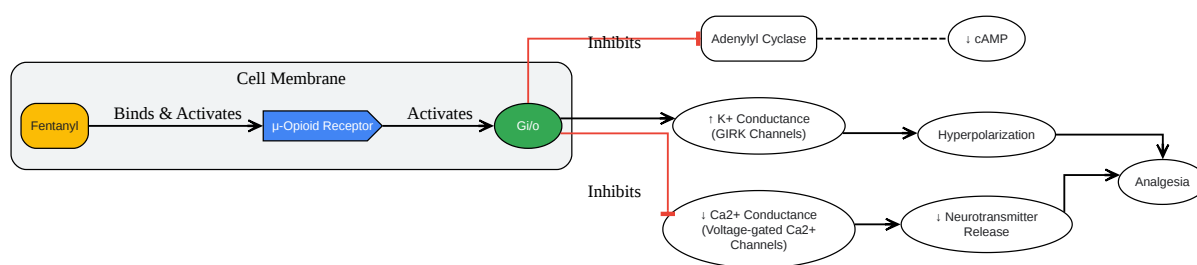 Inhibits
Adenylyl Cyclase
↓ cAMP
Cell Membrane
Fentanyl
Binds & Activates
μ-Opioid Receptor
Activates
Gi/o
↑ K+ Conductance
(GIRK Channels)
Hyperpolarization
Analgesia
Inhibits
↓ Ca2+ Conductance
(Voltage-gated Ca2+
Channels)
↓ Neurotransmitter
Release